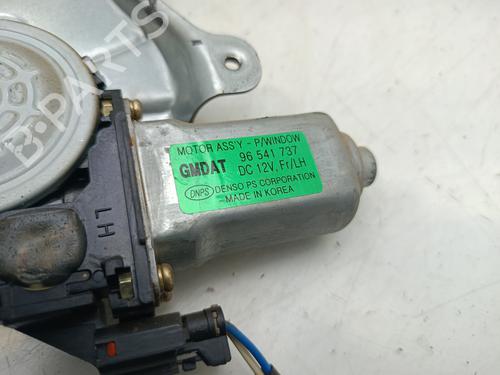 MOTOR ASS'Y - P/WINDOW
GMDAT 96 541 737
DC 12V, Fr/LH
DNPS DENSO PS CORPORATION
MADE IN KOREA
LH
B-PARTS